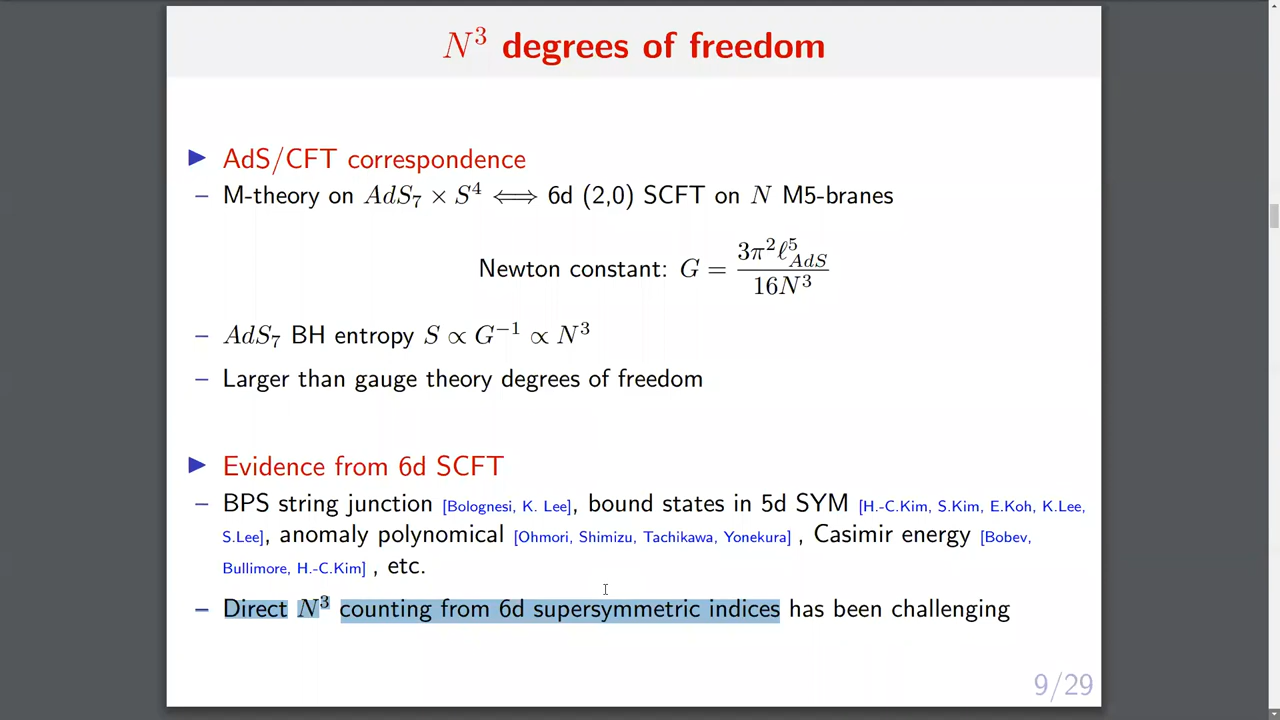 N³ degrees of freedom
▶ AdS/CFT correspondence
– M-theory on AdS₇ × S⁴ ⟺ 6d (2,0) SCFT on N M5-branes
Newton constant: G = 3π²ℓ⁵_AdS / 16N³
– AdS₇ BH entropy S ∝ G⁻¹ ∝ N³
– Larger than gauge theory degrees of freedom
▶ Evidence from 6d SCFT
– BPS string junction [Bolognesi, K. Lee], bound states in 5d SYM [H.-C.Kim, S.Kim, E.Koh, K.Lee,
S.Lee], anomaly polynomical [Ohmori, Shimizu, Tachikawa, Yonekura] , Casimir energy [Bobev,
Bullimore, H.-C.Kim] , etc.
– Direct N³ counting from 6d supersymmetric indices has been challenging
9/29